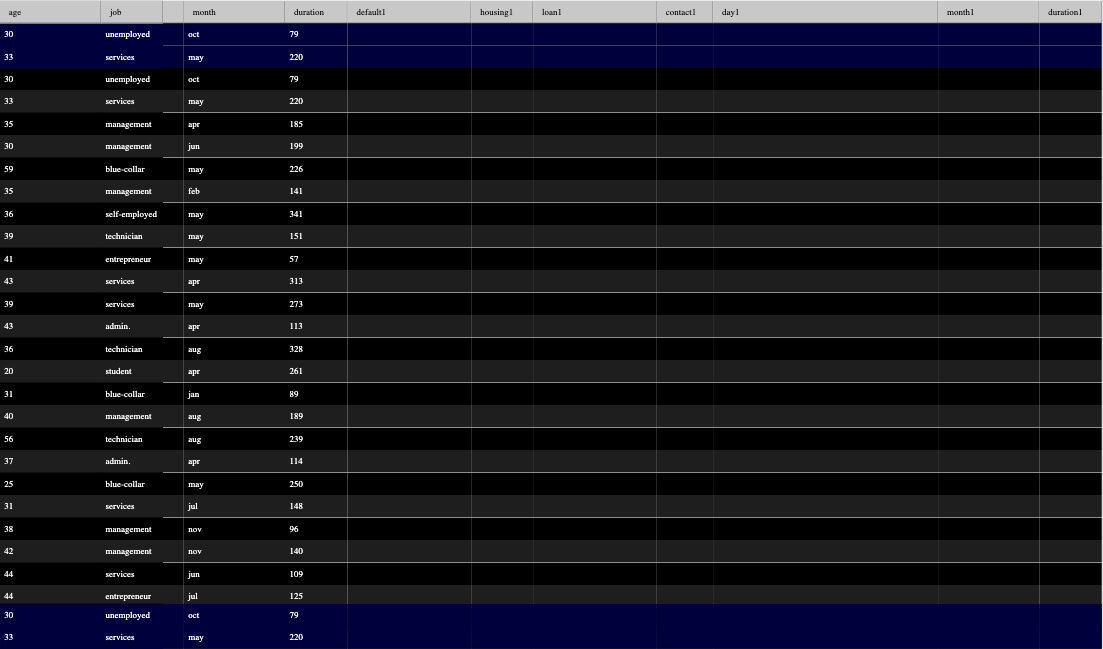 age job month duration default1 housing1 loan1 contact1 day1 month1 duration1
30 unemployed oct 79
33 services may 220
30 unemployed oct 79
33 services may 220
35 management apr 185
30 management jun 199
59 blue-collar may 226
35 management feb 141
36 self-employed may 341
39 technician may 151
41 entrepreneur may 57
43 services apr 313
39 services may 273
43 admin. apr 113
36 technician aug 328
20 student apr 261
31 blue-collar jan 89
40 management aug 189
56 technician aug 239
37 admin. apr 114
25 blue-collar may 250
31 services jul 148
38 management nov 96
42 management nov 140
44 services jun 109
44 entrepreneur jul 125
30 unemployed oct 79
33 services may 220